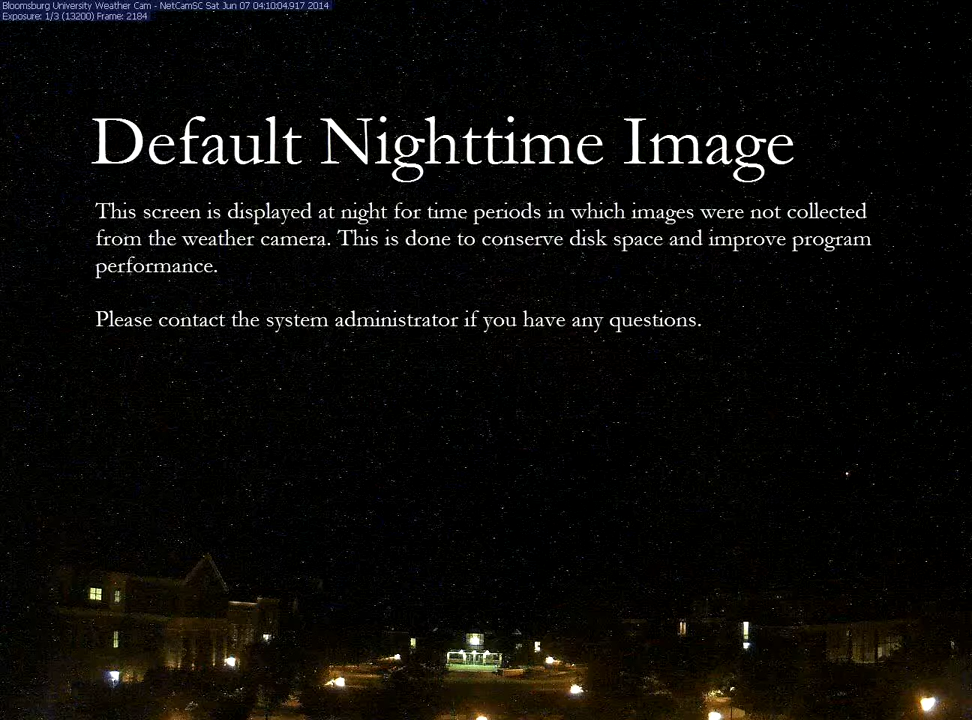 Bloomsburg University Weather Cam - NetCamSC Sat Jun 07 04:10:04.917 2014
Exposure: 1/3 (13200) Frame: 2184
Default Nighttime Image
This screen is displayed at night for time periods in which images were not collected
from the weather camera. This is done to conserve disk space and improve program
performance.
Please contact the system administrator if you have any questions.